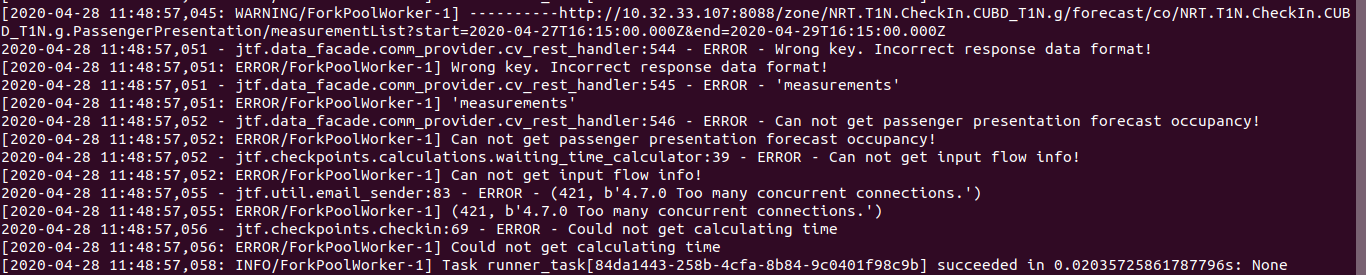 [2020-04-28 11:48:57,045: WARNING/ForkPoolWorker-1] ----------http://10.32.33.107:8088/zone/NRT.T1N.CheckIn.CUBD_T1N.g/forecast/co/NRT.T1N.CheckIn.CUB
D_T1N.g.PassengerPresentation/measurementList?start=2020-04-27T16:15:00.000Z&end=2020-04-29T16:15:00.000Z
2020-04-28 11:48:57,051 - jtf.data_facade.comm_provider.cv_rest_handler:544 - ERROR - Wrong key. Incorrect response data format!
[2020-04-28 11:48:57,051: ERROR/ForkPoolWorker-1] Wrong key. Incorrect response data format!
2020-04-28 11:48:57,051 - jtf.data_facade.comm_provider.cv_rest_handler:545 - ERROR - 'measurements'
[2020-04-28 11:48:57,051: ERROR/ForkPoolWorker-1] 'measurements'
2020-04-28 11:48:57,052 - jtf.data_facade.comm_provider.cv_rest_handler:546 - ERROR - Can not get passenger presentation forecast occupancy!
[2020-04-28 11:48:57,052: ERROR/ForkPoolWorker-1] Can not get passenger presentation forecast occupancy!
2020-04-28 11:48:57,052 - jtf.checkpoints.calculations.waiting_time_calculator:39 - ERROR - Can not get input flow info!
[2020-04-28 11:48:57,052: ERROR/ForkPoolWorker-1] Can not get input flow info!
2020-04-28 11:48:57,055 - jtf.util.email_sender:83 - ERROR - (421, b'4.7.0 Too many concurrent connections.')
[2020-04-28 11:48:57,055: ERROR/ForkPoolWorker-1] (421, b'4.7.0 Too many concurrent connections.')
2020-04-28 11:48:57,056 - jtf.checkpoints.checkin:69 - ERROR - Could not get calculating time
[2020-04-28 11:48:57,056: ERROR/ForkPoolWorker-1] Could not get calculating time
[2020-04-28 11:48:57,058: INFO/ForkPoolWorker-1] Task runner_task[84da1443-258b-4cfa-8b84-9c0401f98c9b] succeeded in 0.02035725861787796s: None